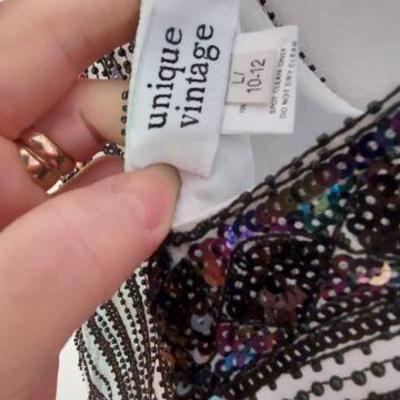 unique
vintage
L/
10-12
SPOT CLEAN ONLY
DO NOT DRY CLEAN